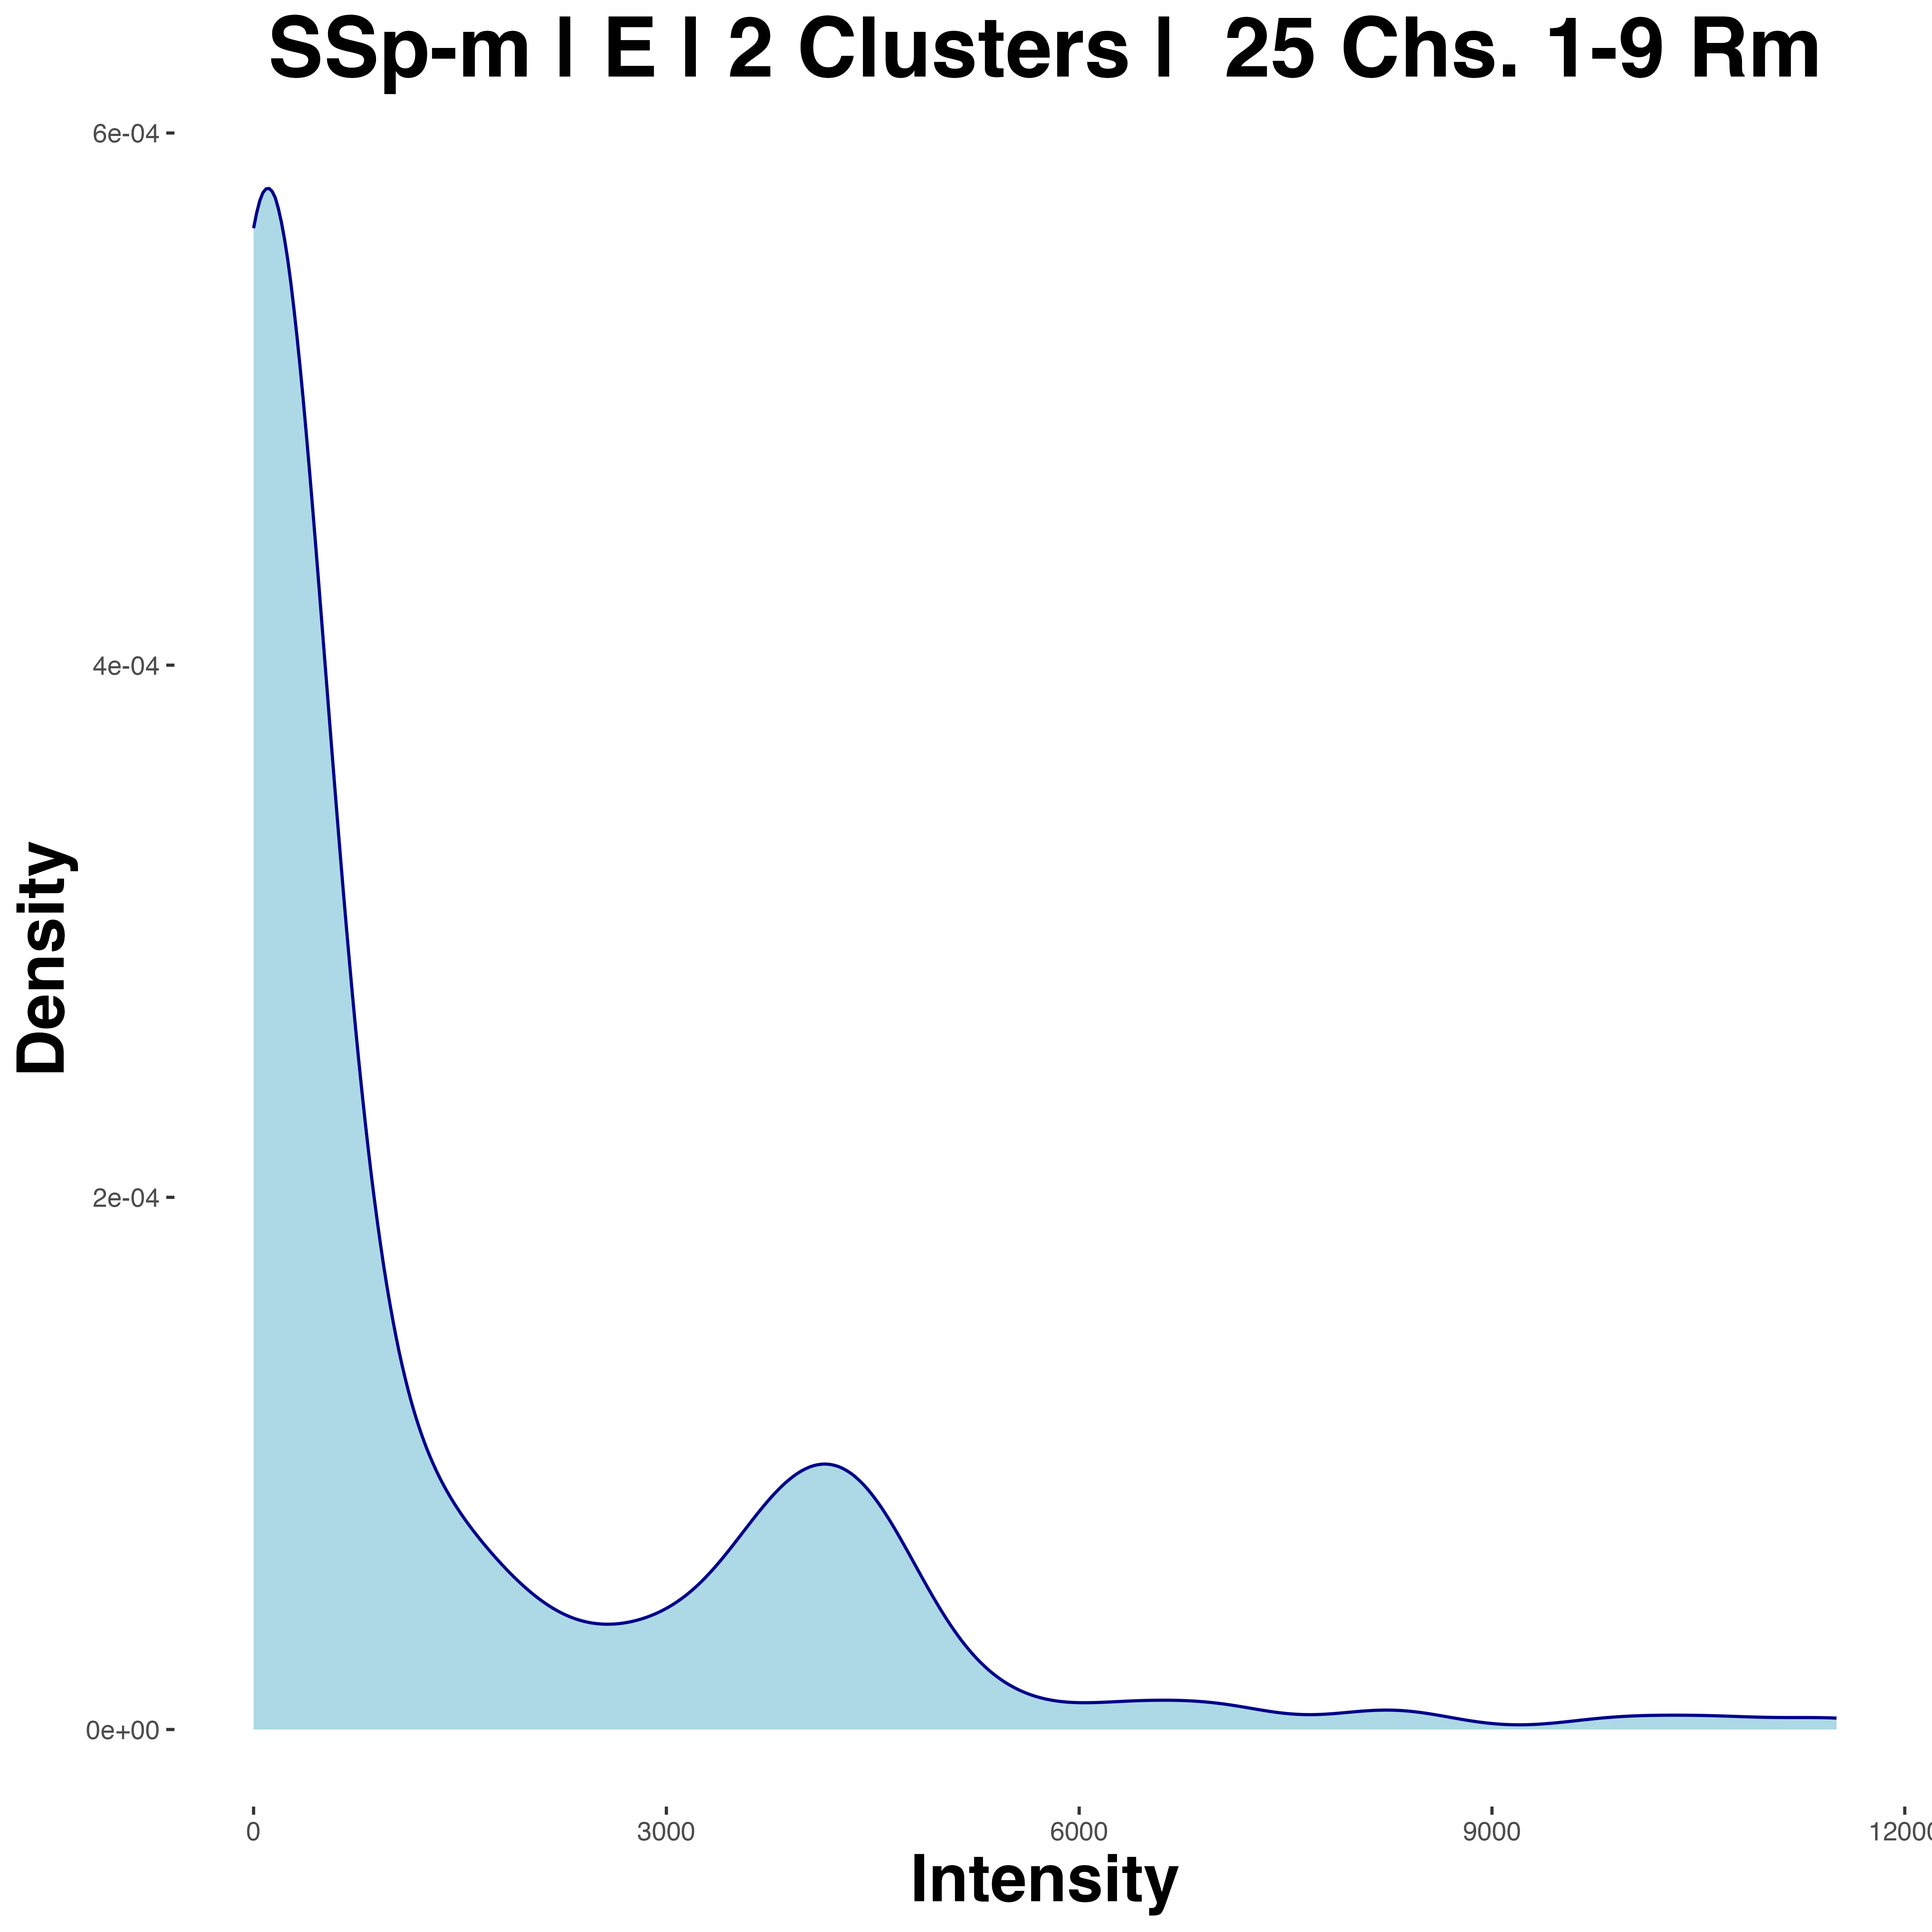 SSp-m | E | 2 Clusters |  25 Chs. 1-9 Rm
6e-04
4e-04
2e-04
0e+00
Density
0 3000 6000 9000 1200
Intensity